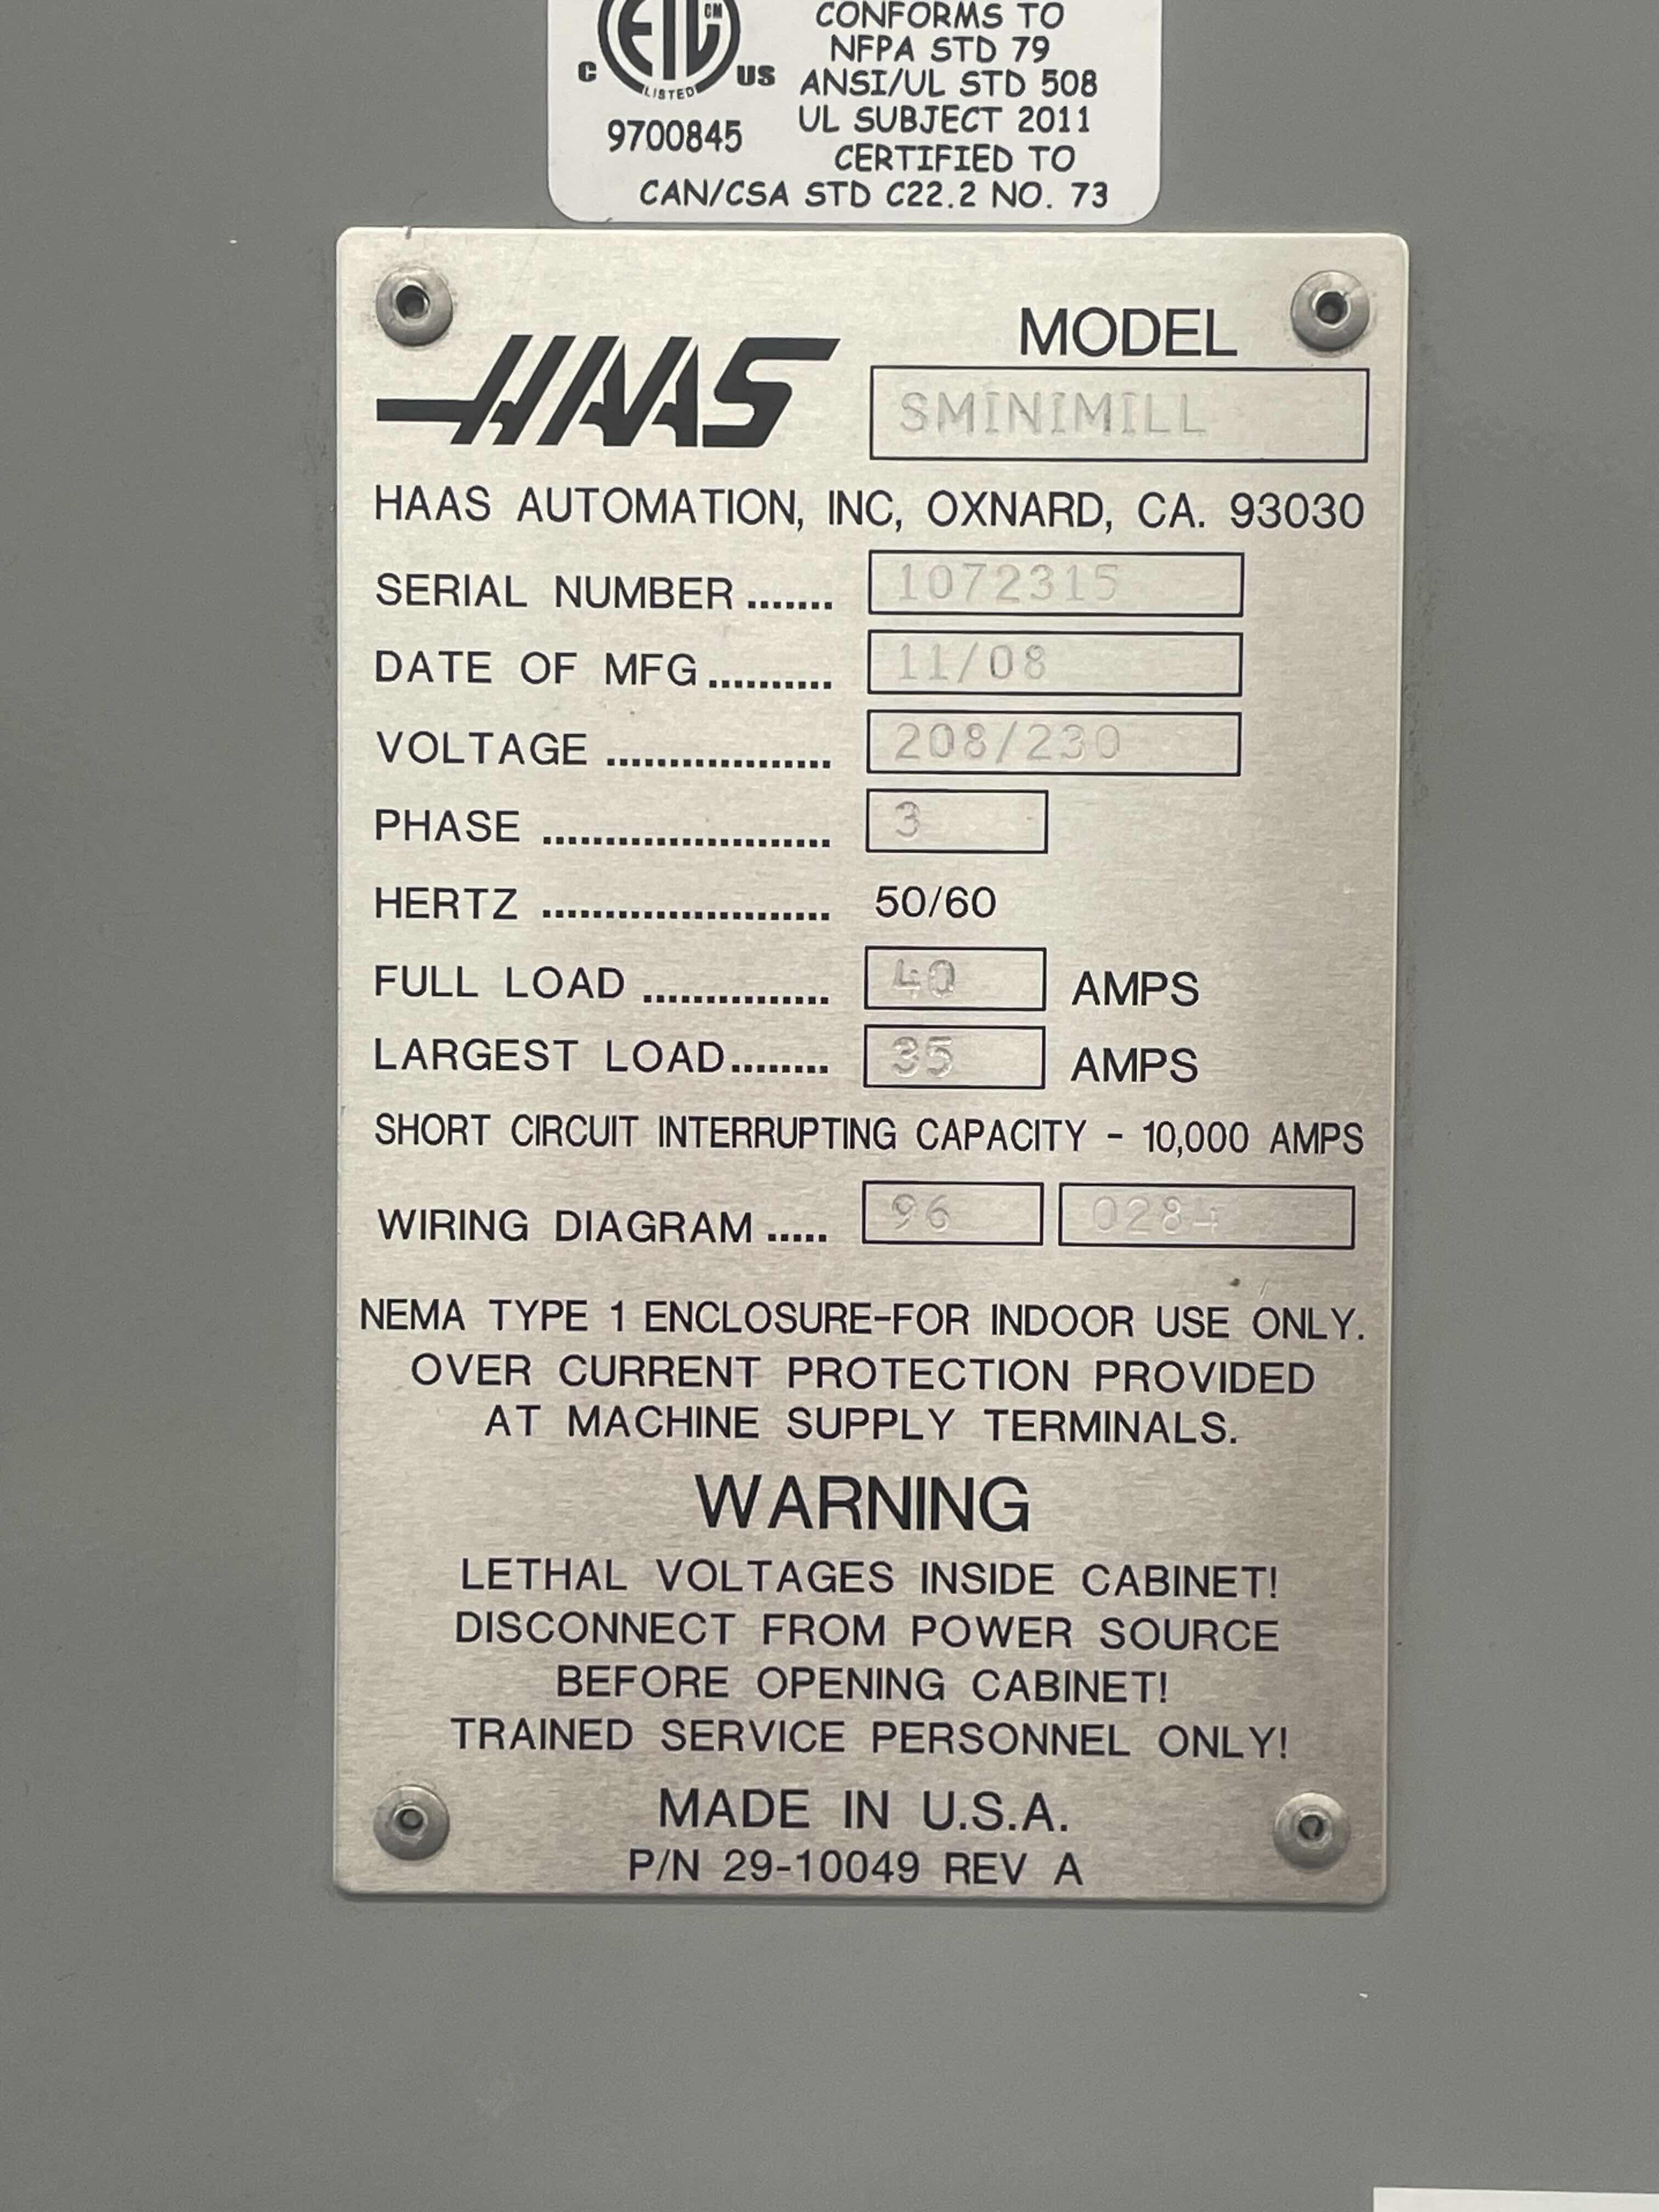 ETL CM
LISTED
C US
9700845
CONFORMS TO
NFPA STD 79
ANSI/UL STD 508
UL SUBJECT 2011
CERTIFIED TO
CAN/CSA STD C22.2 NO. 73
HAAS
MODEL
SMINIMILL
HAAS AUTOMATION, INC, OXNARD, CA. 93030
SERIAL NUMBER ....... 1072315
DATE OF MFG .......... 11/08
VOLTAGE .................. 208/230
PHASE ....................... 3
HERTZ ....................... 50/60
FULL LOAD ............... 40 AMPS
LARGEST LOAD ........ 35 AMPS
SHORT CIRCUIT INTERRUPTING CAPACITY - 10,000 AMPS
WIRING DIAGRAM ..... 96 0284
NEMA TYPE 1 ENCLOSURE-FOR INDOOR USE ONLY.
OVER CURRENT PROTECTION PROVIDED
AT MACHINE SUPPLY TERMINALS.
WARNING
LETHAL VOLTAGES INSIDE CABINET!
DISCONNECT FROM POWER SOURCE
BEFORE OPENING CABINET!
TRAINED SERVICE PERSONNEL ONLY!
MADE IN U.S.A.
P/N 29-10049 REV A